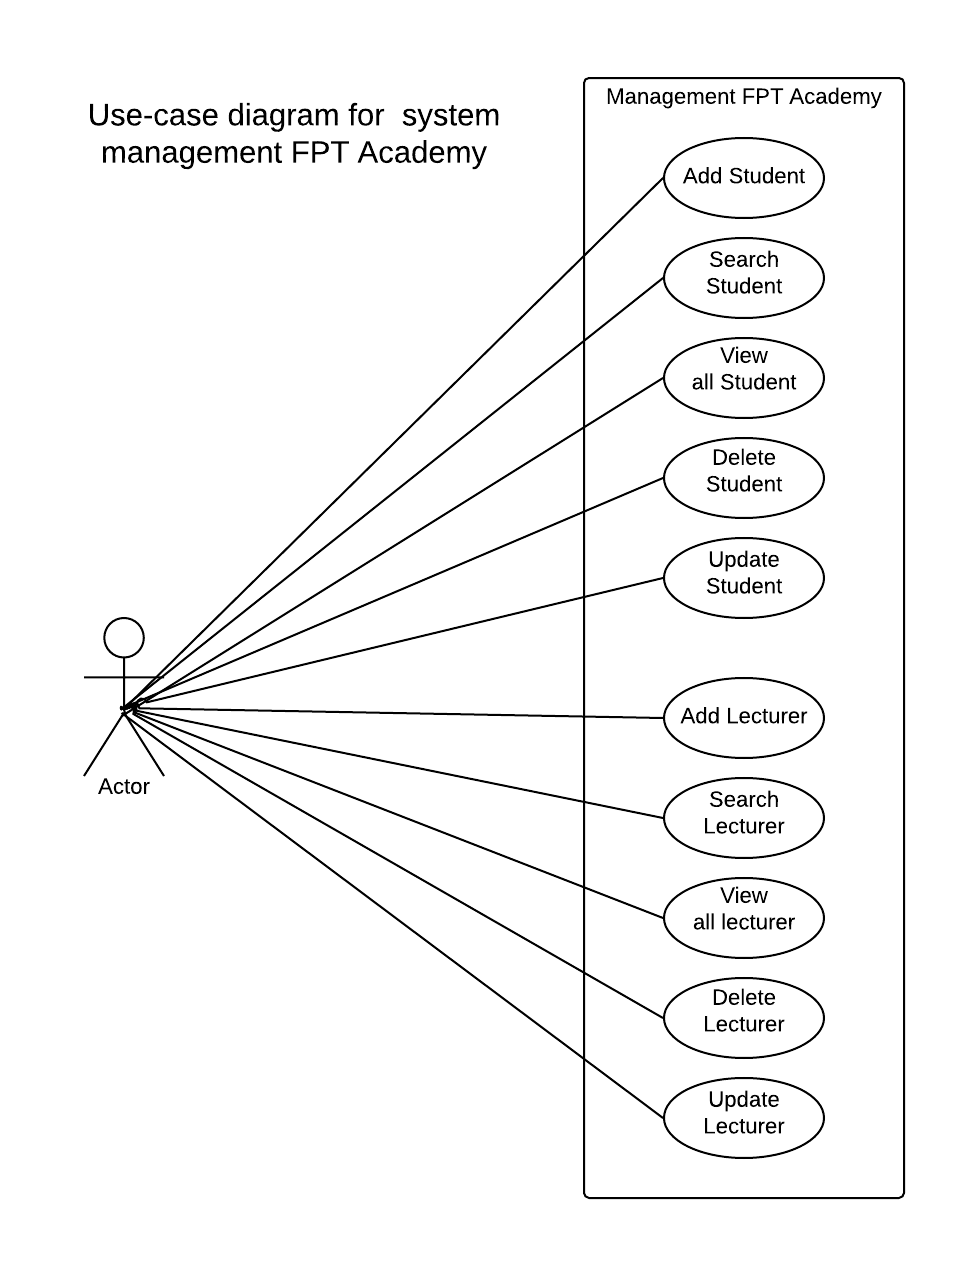 Use-case diagram for  system
management FPT Academy
Management FPT Academy
Add Student
Search
Student
View
all Student
Delete
Student
Update
Student
Add Lecturer
Search
Lecturer
View
all lecturer
Delete
Lecturer
Update
Lecturer
Actor